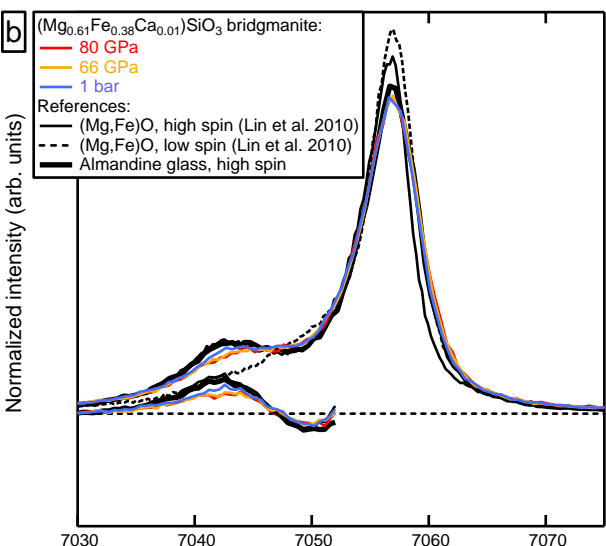 b
(Mg0.61Fe0.38Ca0.01)SiO3 bridgmanite:
80 GPa
66 GPa
1 bar
References:
(Mg,Fe)O, high spin (Lin et al. 2010)
(Mg,Fe)O, low spin (Lin et al. 2010)
Almandine glass, high spin
Normalized intensity (arb. units)
7030 7040 7050 7060 7070